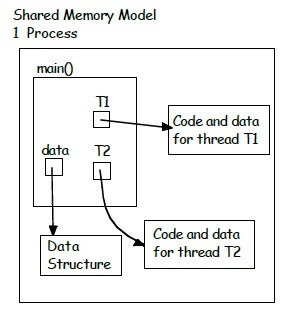 Shared Memory Model
1 Process
main()
T1
data
T2
Code and data
for thread T1
Data
Structure
Code and data
for thread T2